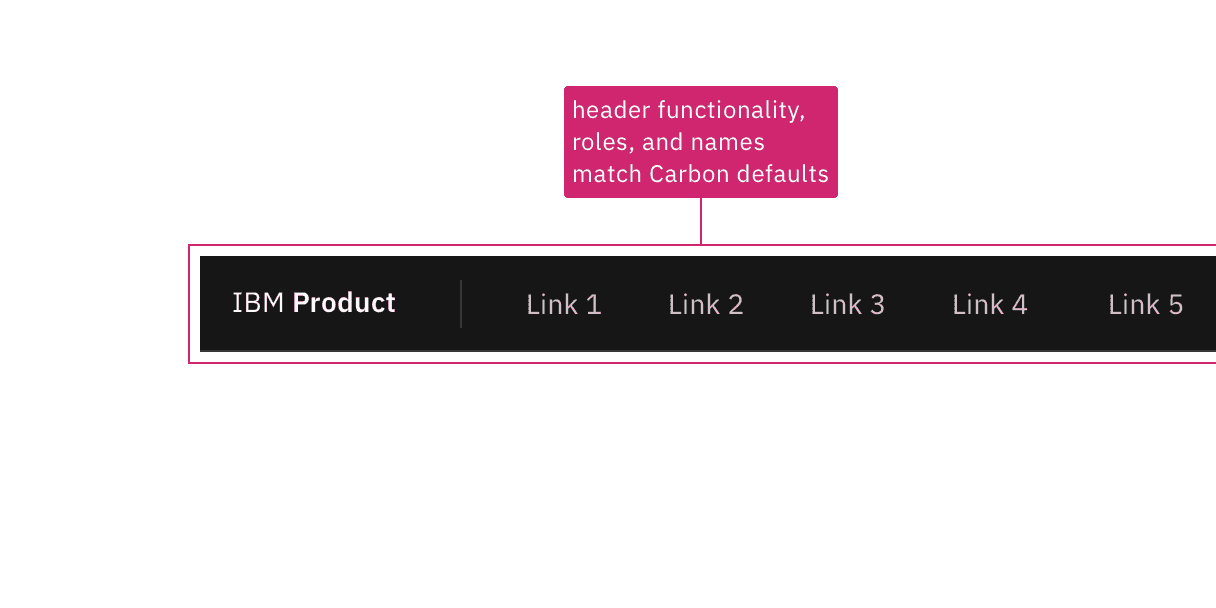 header functionality,
roles, and names
match Carbon defaults
IBM Product Link 1 Link 2 Link 3 Link 4 Link 5